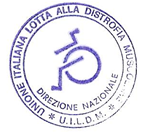 UNIONE ITALIANA LOTTA ALLA DISTROFIA
DIREZIONE NAZIONALE
* U.I.L.D.M. *